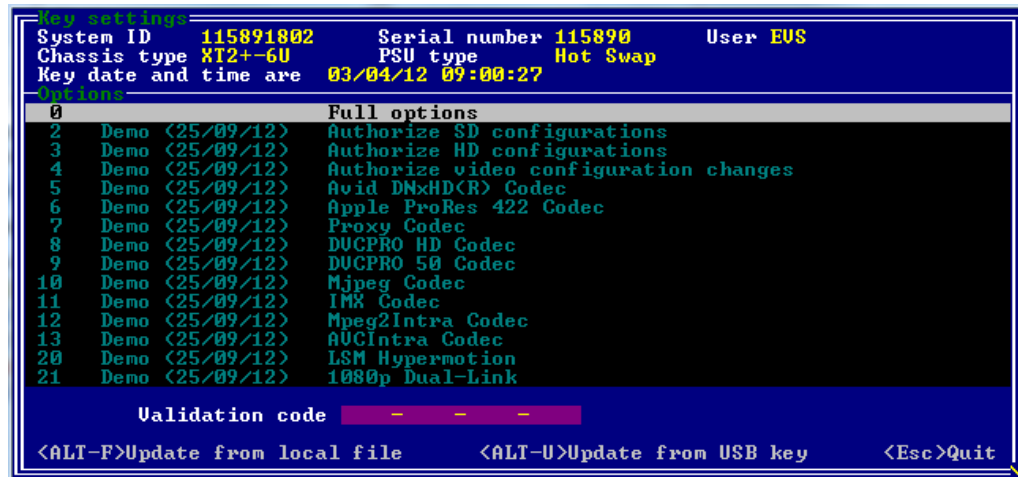 Key settings
System ID 115891802 Serial number 115890 User EVS
Chassis type XT2+-6U PSU type Hot Swap
Key date and time are 03/04/12 09:00:27
Options
0 Full options
2 Demo (25/09/12) Authorize SD configurations
3 Demo (25/09/12) Authorize HD configurations
4 Demo (25/09/12) Authorize video configuration changes
5 Demo (25/09/12) Avid DNxHD(R) Codec
6 Demo (25/09/12) Apple ProRes 422 Codec
7 Demo (25/09/12) Proxy Codec
8 Demo (25/09/12) DVCPRO HD Codec
9 Demo (25/09/12) DVCPRO 50 Codec
10 Demo (25/09/12) Mjpeg Codec
11 Demo (25/09/12) IMX Codec
12 Demo (25/09/12) Mpeg2Intra Codec
13 Demo (25/09/12) AVCIntra Codec
20 Demo (25/09/12) LSM Hypermotion
21 Demo (25/09/12) 1080p Dual-Link
Validation code - - -
<ALT-F>Update from local file <ALT-U>Update from USB key <Esc>Quit